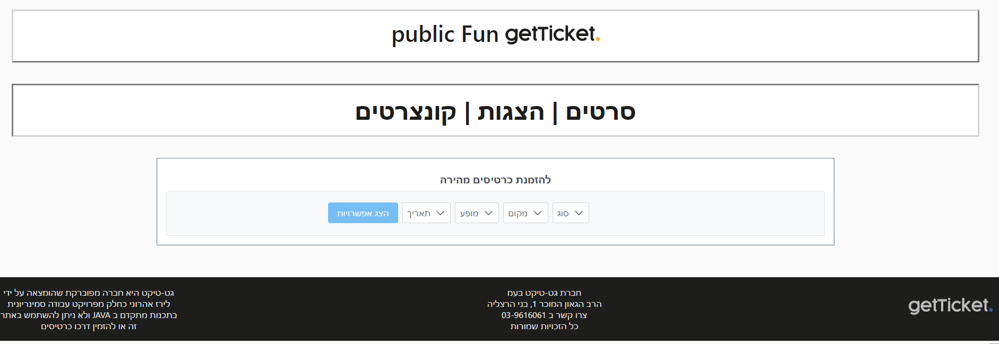 public Fun getTicket.
סרטים | הצגות | קונצרטים
להזמנת כרטיסים מהירה
סוג
מקום
מופע
תאריך
הצג אפשרויות
getTicket.
חברת גט-טיקט בעמ
הרב הגאון המוכר 1, בני הרצליה
צרו קשר ב 03-9616061
כל הזכויות שמורות
גט-טיקט היא חברה מפוברקת שהומצאה על ידי
לירז אהרוני כחלק מפרויקט עבודה סמינריונית
בתכנות מתקדם ב JAVA ולא ניתן להשתמש באתר
זה או להזמין דרכו כרטיסים